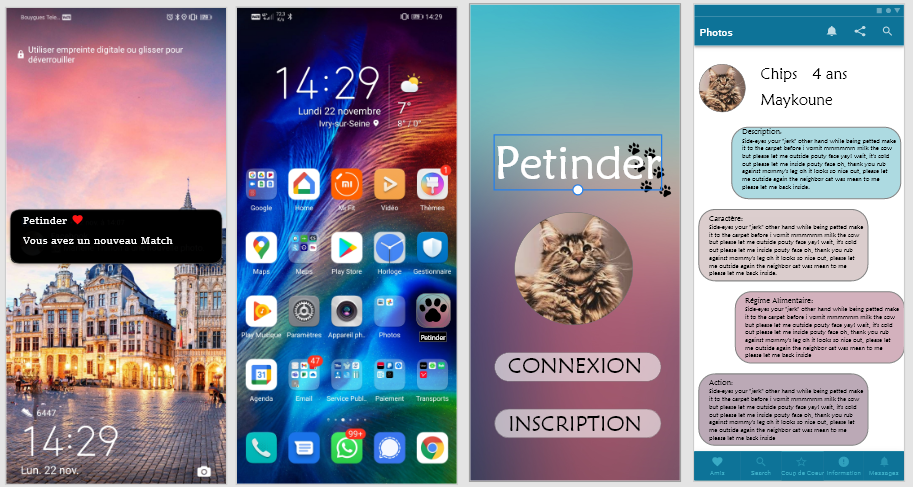 Bouygues Tele...
Utiliser empreinte digitale ou glisser pour
déverrouiller
Petinder
Vous avez un nouveau Match
6447
14:29
Lun. 22 nov.
14:29
14:29
Lundi 22 novembre
Ivry-sur-Seine
7°
8° / 0°
1
Google
Home
Mi Fit
Vidéo
Thèmes
Maps
Maps
Play Store
Horloge
Gestionnaire
Play Musique
Paramètres
Appareil ph..
Photos
Petinder
31
47
Agenda
Email
Service Publ..
Paiement
Transports
99+
Petinder
CONNEXION
INSCRIPTION
Photos
Chips 4 ans
Maykoune
Description:
Side-eyes your "jerk" other hand while being petted make
it to the carpet before i vomit mmmmmm milk the cow
but please let me outside pouty face yay! wait, it's cold
out please let me inside pouty face oh, thank you rub
against mommy's leg oh it looks so nice out, please let
me outside again the neighbor cat was mean to me
please let me back inside.
Caractère:
Side-eyes your "jerk" other hand while being petted make
it to the carpet before i vomit mmmmmm milk the cow
but please let me outside pouty face yay! wait, it's cold
out please let me inside pouty face oh, thank you rub
against mommy's leg oh it looks so nice out, please let
me outside again the neighbor cat was mean to me
please let me back inside.
Régime Alimentaire:
Side-eyes your "jerk" other hand while being petted make
it to the carpet before i vomit mmmmmm milk the cow
but please let me outside pouty face yay! wait, it's cold
out please let me inside pouty face oh, thank you rub
against mommy's leg oh it looks so nice out, please let
me outside again the neighbor cat was mean to me
please let me back inside
Action:
Side-eyes your "jerk" other hand while being petted make
it to the carpet before i vomit mmmmmm milk the cow
but please let me outside pouty face yay! wait, it's cold
out please let me inside pouty face oh, thank you rub
against mommy's leg oh it looks so nice out, please let
me outside again the neighbor cat was mean to me
please let me back inside
Amis
Search
Coup de Coeur
Information
Messages